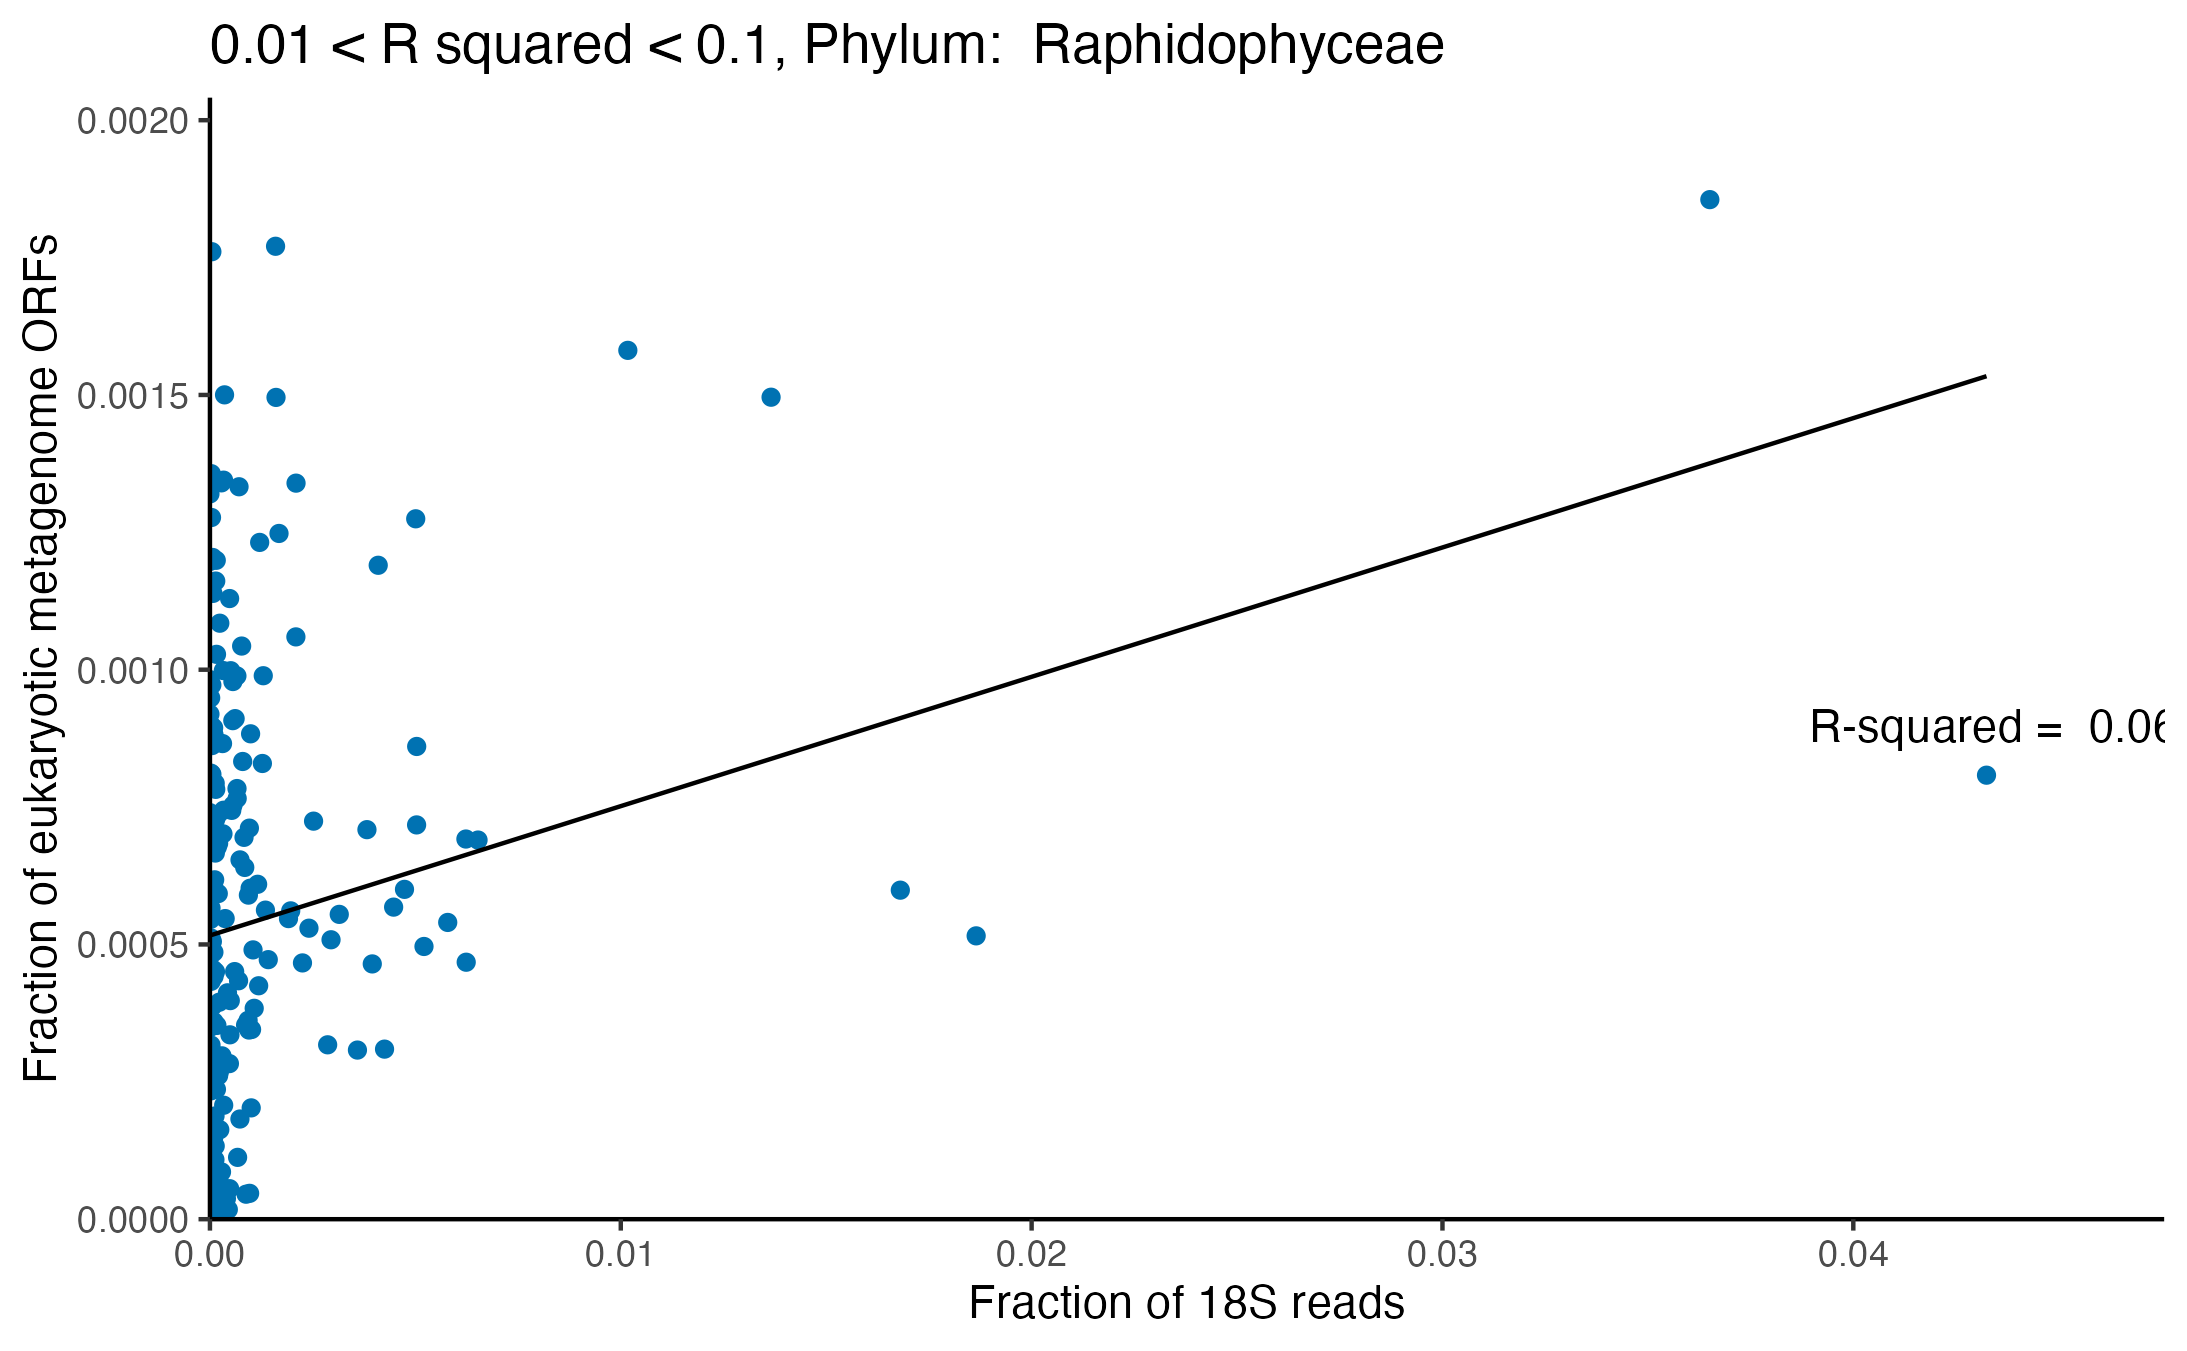 0.01 < R squared < 0.1, Phylum:  Raphidophyceae
Fraction of eukaryotic metagenome ORFs
0.0020
0.0015
0.0010
0.0005
0.0000
R-squared =  0.06
0.00
0.01
0.02
0.03
0.04
Fraction of 18S reads